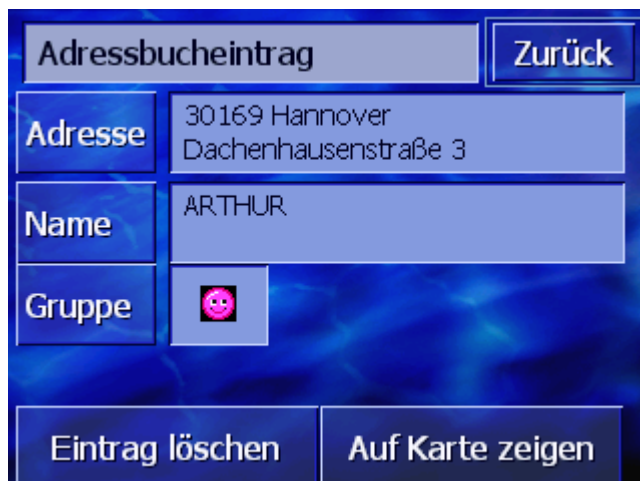 Adressbucheintrag
Zurück
Adresse
30169 Hannover
Dachenhausenstraße 3
Name
ARTHUR
Gruppe
Eintrag löschen
Auf Karte zeigen